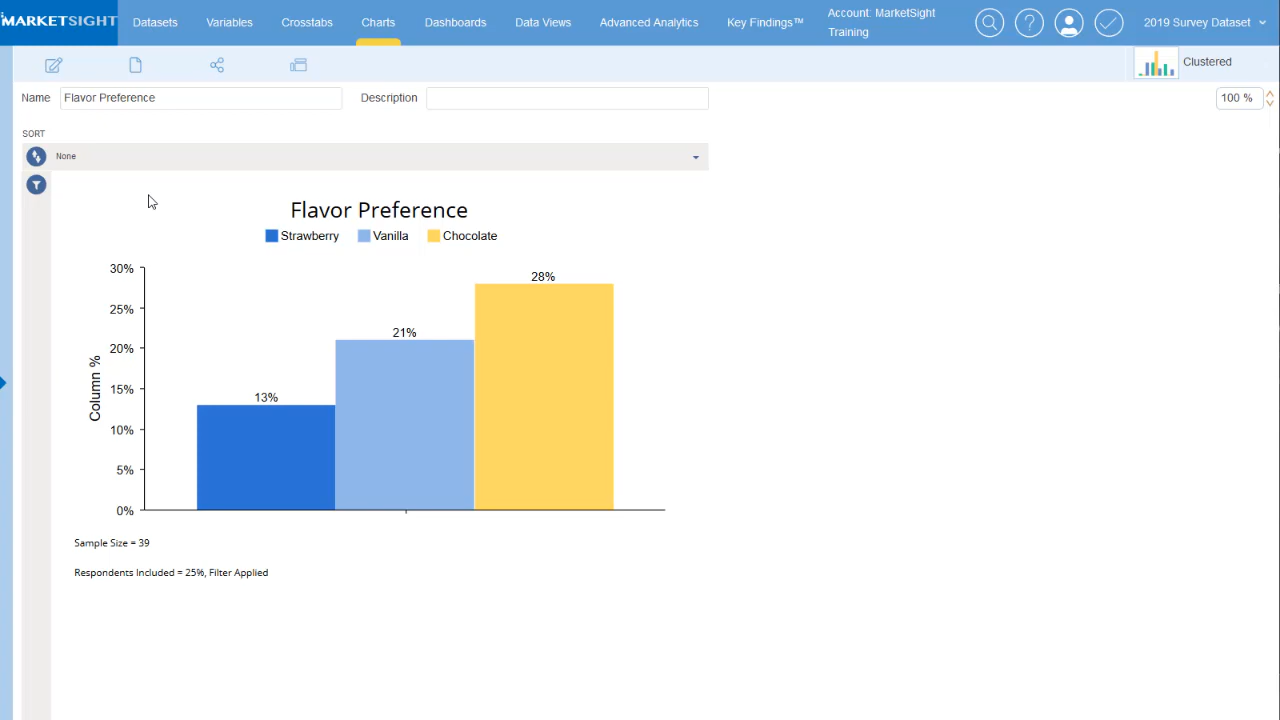 MARKETSIGHT Datasets Variables Crosstabs Charts Dashboards Data Views Advanced Analytics Key Findings™ Account: MarketSight Training ? 2019 Survey Dataset
Clustered
Name Flavor Preference Description 100 %
SORT
None
Flavor Preference
Strawberry Vanilla Chocolate
30%
28%
25%
21%
20%
15%
13%
10%
5%
0%
Column %
Sample Size = 39
Respondents Included = 25%, Filter Applied